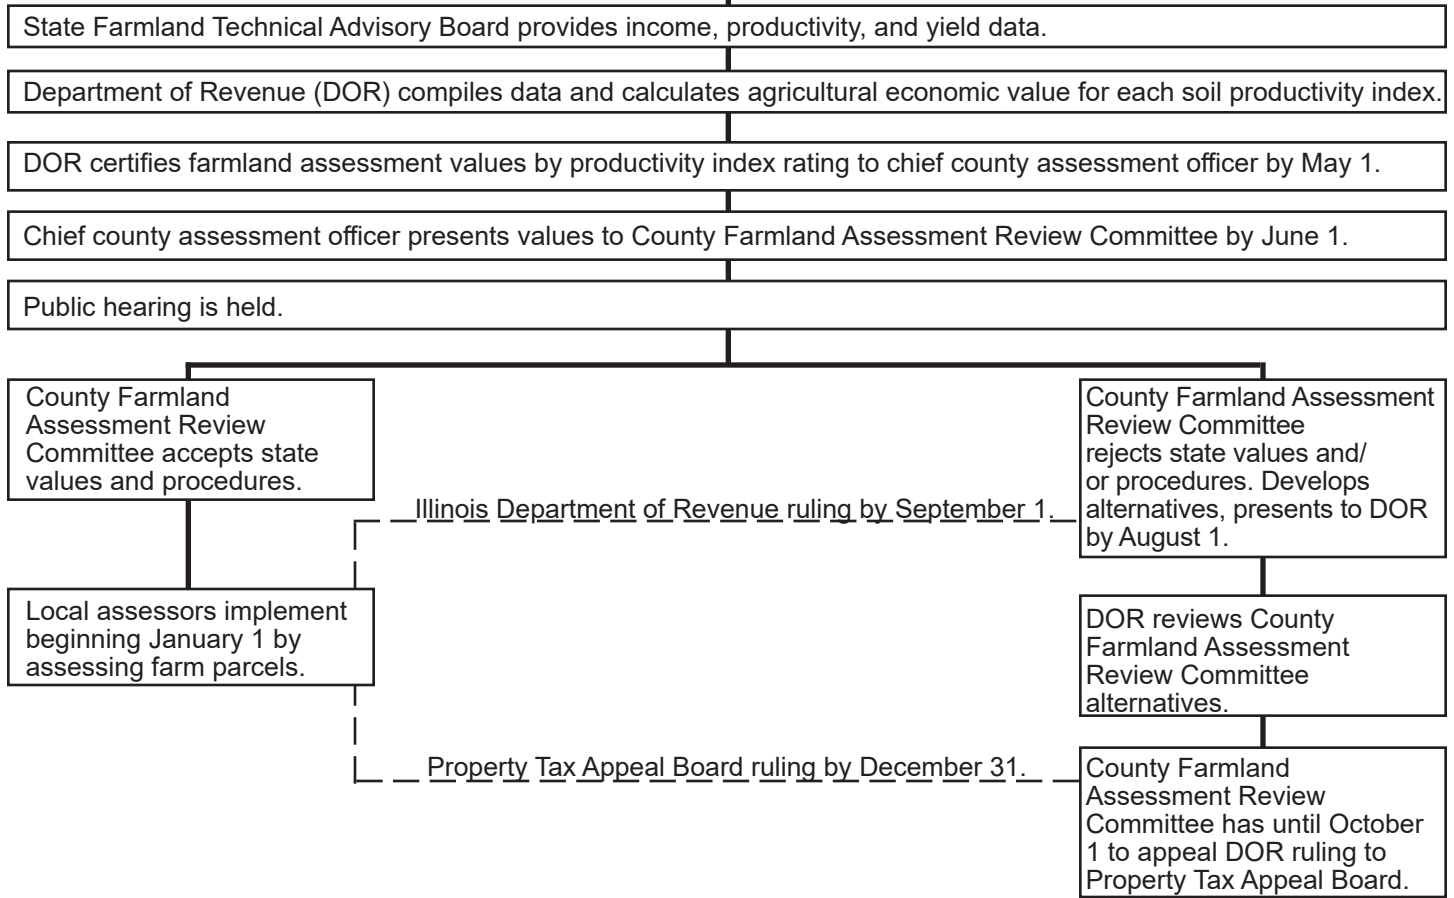 State Farmland Technical Advisory Board provides income, productivity, and yield data.
Department of Revenue (DOR) compiles data and calculates agricultural economic value for each soil productivity index.
DOR certifies farmland assessment values by productivity index rating to chief county assessment officer by May 1.
Chief county assessment officer presents values to County Farmland Assessment Review Committee by June 1.
Public hearing is held.
County Farmland
Assessment Review
Committee accepts state
values and procedures.
County Farmland Assessment
Review Committee
rejects state values and/
or procedures. Develops
alternatives, presents to DOR
by August 1.
Illinois Department of Revenue ruling by September 1.
Local assessors implement
beginning January 1 by
assessing farm parcels.
DOR reviews County
Farmland Assessment
Review Committee
alternatives.
Property Tax Appeal Board ruling by December 31.
County Farmland
Assessment Review
Committee has until October
1 to appeal DOR ruling to
Property Tax Appeal Board.